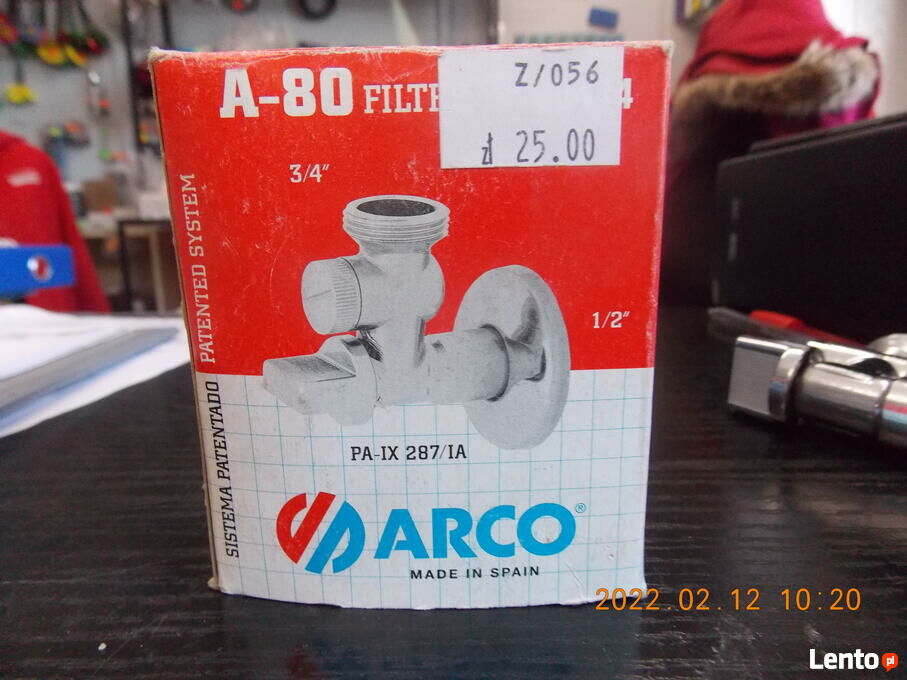 Z/056
A-80 FILT
4
zł 25.00
3/4"
PATENTED SYSTEM
1/2"
SISTEMA PATENTADO
PA-IX 287/IA
ARCO®
MADE IN SPAIN
2022.02.12 10:20
Lento pl